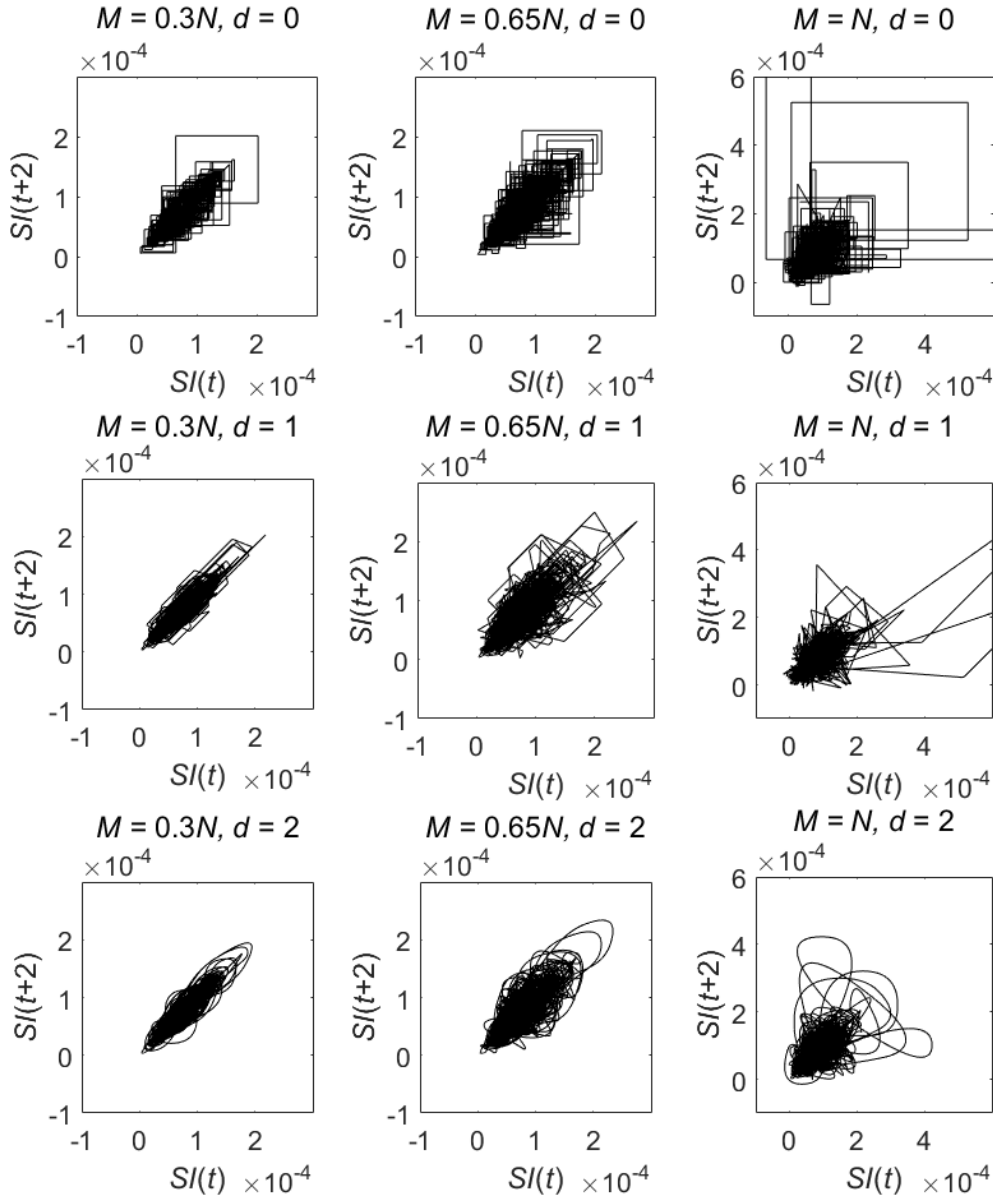 M = 0.3N, d = 0 M = 0.65N, d = 0 M = N, d = 0
×10-4 ×10-4 ×10-4
SI(t+2)
2
1
0
-1
-1 0 1 2
SI(t) ×10-4
SI(t+2)
2
1
0
-1
-1 0 1 2
SI(t) ×10-4
SI(t+2)
6
4
2
0
0 2 4
SI(t) ×10-4
M = 0.3N, d = 1 M = 0.65N, d = 1 M = N, d = 1
×10-4 ×10-4 ×10-4
SI(t+2)
2
1
0
-1
-1 0 1 2
SI(t) ×10-4
SI(t+2)
2
1
0
-1
-1 0 1 2
SI(t) ×10-4
SI(t+2)
6
4
2
0
0 2 4
SI(t) ×10-4
M = 0.3N, d = 2 M = 0.65N, d = 2 M = N, d = 2
×10-4 ×10-4 ×10-4
SI(t+2)
2
1
0
-1
-1 0 1 2
SI(t) ×10-4
SI(t+2)
2
1
0
-1
-1 0 1 2
SI(t) ×10-4
SI(t+2)
6
4
2
0
0 2 4
SI(t) ×10-4